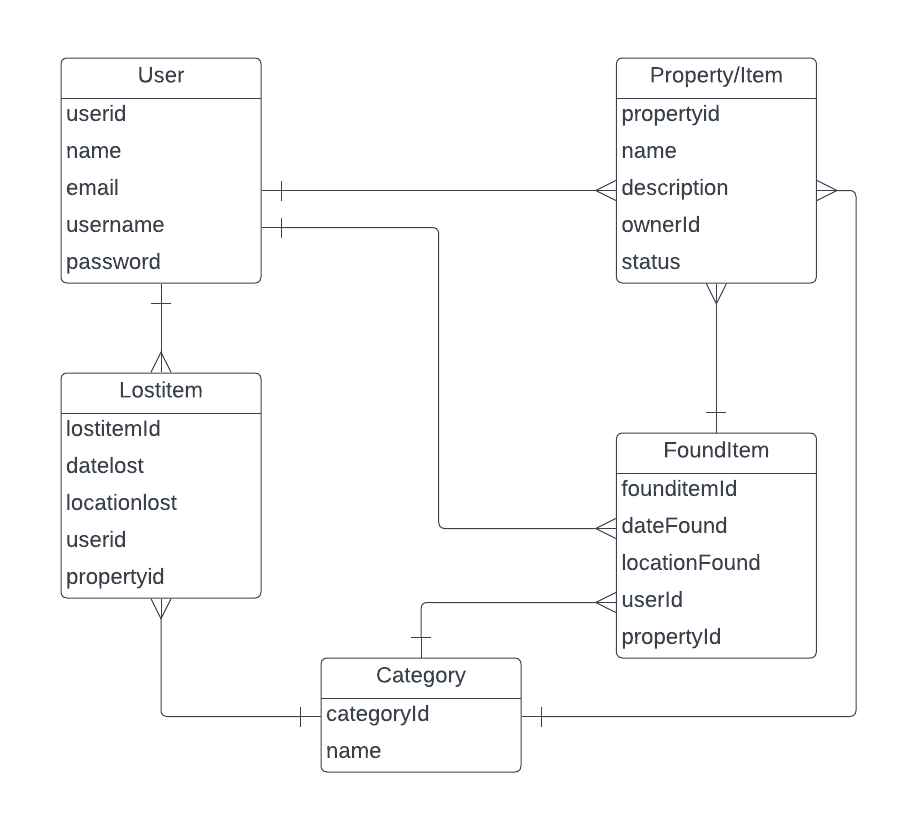 User
userid
name
email
username
password
Property/Item
propertyid
name
description
ownerId
status
Lostitem
lostitemId
datelost
locationlost
userid
propertyid
FoundItem
founditemId
dateFound
locationFound
userId
propertyId
Category
categoryId
name